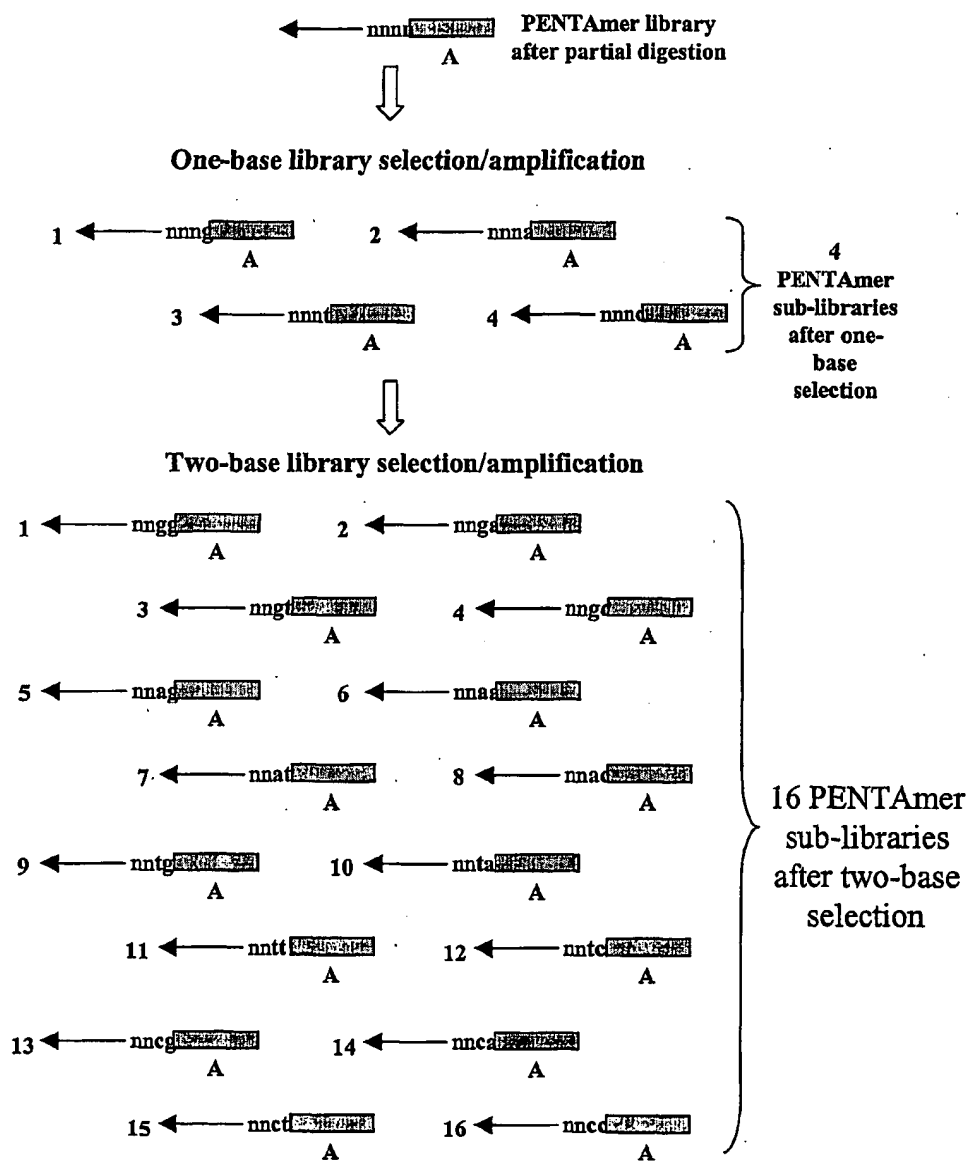 nnnn PENTAmer library
after partial digestion
A
One-base library selection/amplification
1 nnng 2 nnna
A A
3 nnnt 4 nnnc
A A
4
PENTAmer
sub-libraries
after one-
base
selection
Two-base library selection/amplification
1 nngg 2 nnga
A A
3 nngt 4 nngc
A A
5 nnag 6 nnaa
A A
7 nnat 8 nnac
A A
9 nntg 10 nnta
A A
11 nntt 12 nntc
A A
13 nncg 14 nnca
A A
15 nnct 16 nncc
A A
16 PENTAmer
sub-libraries
after two-base
selection